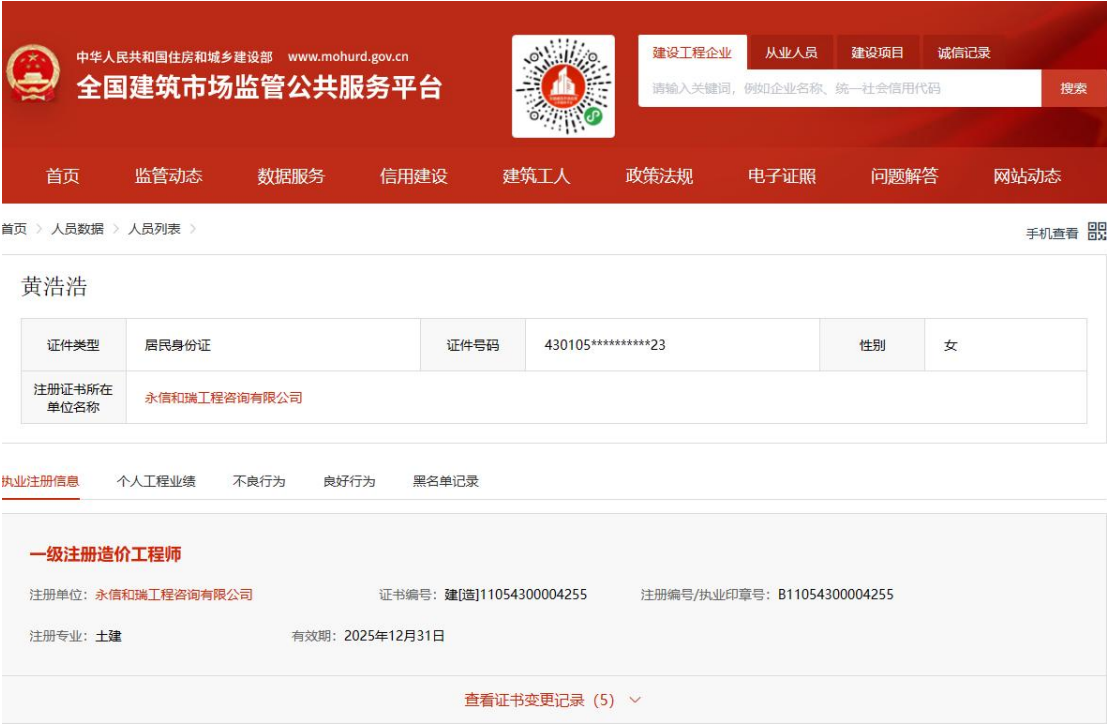 中华人民共和国住房和城乡建设部 www.mohurd.gov.cn
全国建筑市场监管公共服务平台
建设工程企业 从业人员 建设项目 诚信记录
请输入关键词，例如企业名称、统一社会信用代码 搜索
首页 监管动态 数据服务 信用建设 建筑工人 政策法规 电子证照 问题解答 网站动态
首页 > 人员数据 > 人员列表 >
手机查看
黄浩浩
证件类型 居民身份证 证件号码 430105**********23 性别 女
注册证书所在
单位名称
永信和瑞工程咨询有限公司
执业注册信息 个人工程业绩 不良行为 良好行为 黑名单记录
一级注册造价工程师
注册单位：永信和瑞工程咨询有限公司 证书编号：建[造]11054300004255 注册编号/执业印章号：B11054300004255
注册专业：土建 有效期：2025年12月31日
查看证书变更记录（5）